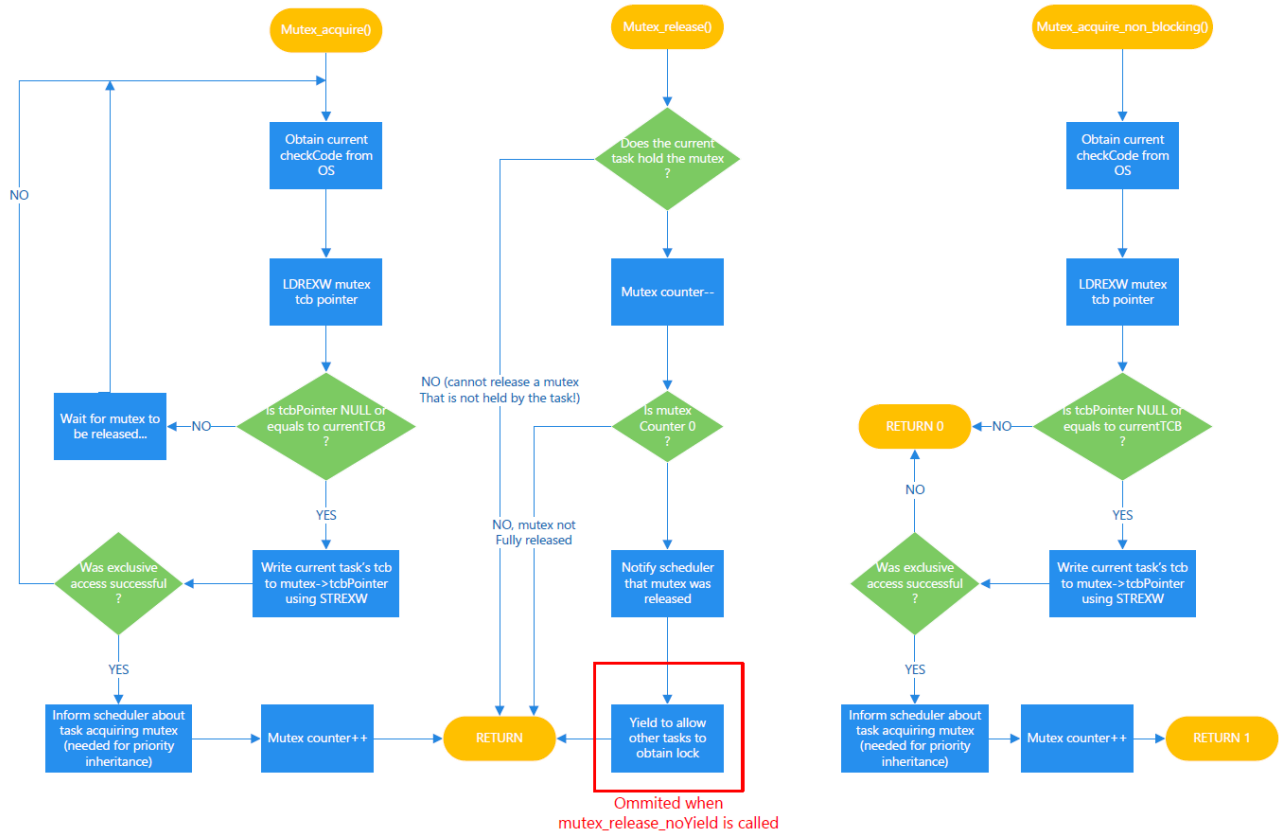 Mutex_acquire()
Obtain current
checkCode from
OS
NO
LDREXW mutex
tcb pointer
Is tcbPointer NULL or
equals to currentTCB
?
NO
Wait for mutex to
be released...
YES
Write current task's tcb
to mutex->tcbPointer
using STREXW
Was exclusive
access successful
?
YES
Inform scheduler about
task acquiring mutex
(needed for priority
inheritance)
Mutex counter++
RETURN
Mutex_release()
Does the current
task hold the mutex
?
NO (cannot release a mutex
That is not held by the task!)
Mutex counter--
Is mutex
Counter 0
?
NO, mutex not
Fully released
Notify scheduler
that mutex was
released
Yield to allow
other tasks to
obtain lock
Ommited when
mutex_release_noYield is called
Mutex_acquire_non_blocking()
Obtain current
checkCode from
OS
LDREXW mutex
tcb pointer
Is tcbPointer NULL or
equals to currentTCB
?
NO
RETURN 0
YES
Write current task's tcb
to mutex->tcbPointer
using STREXW
Was exclusive
access successful
?
NO
YES
Inform scheduler about
task acquiring mutex
(needed for priority
inheritance)
Mutex counter++
RETURN 1